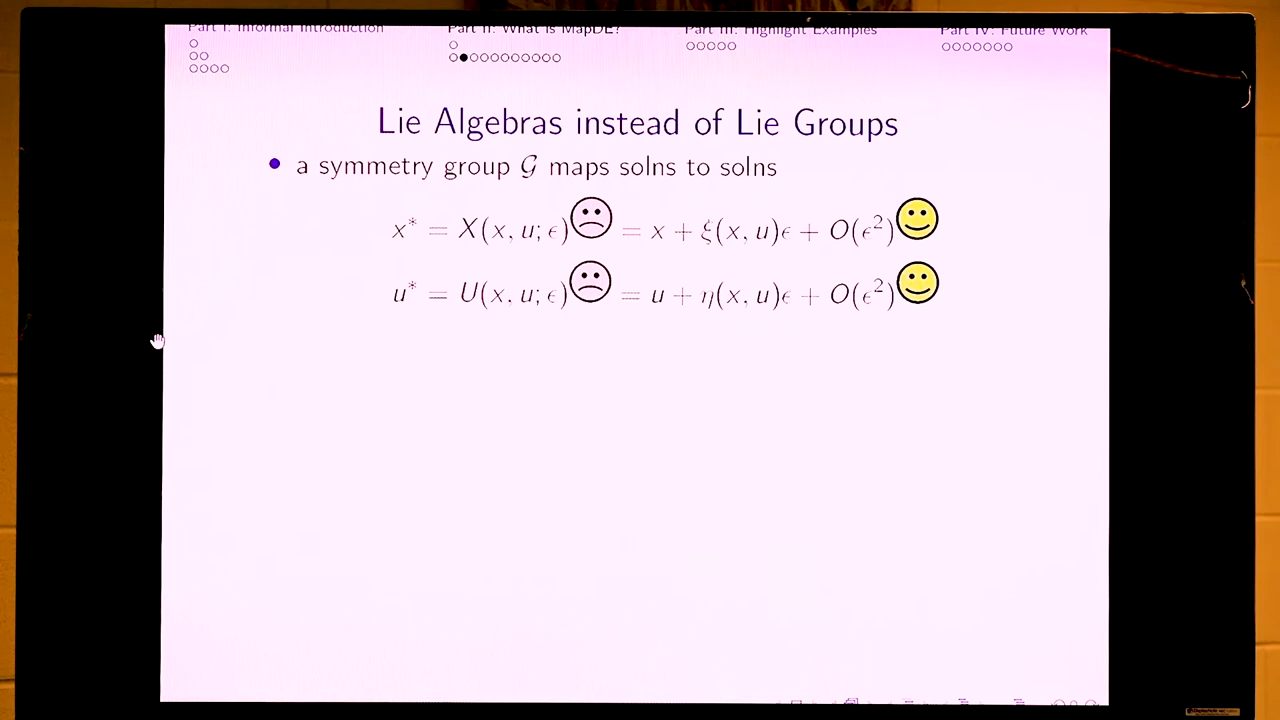 Part I: Informal Introduction Part II: What is MapDE? Part III: Highlight Examples Part IV: Future Work
Lie Algebras instead of Lie Groups
• a symmetry group 𝒢 maps solns to solns
x* = X(x, u; ϵ) = x + ξ(x, u)ϵ + O(ϵ²)
u* = U(x, u; ϵ) = u + η(x, u)ϵ + O(ϵ²)